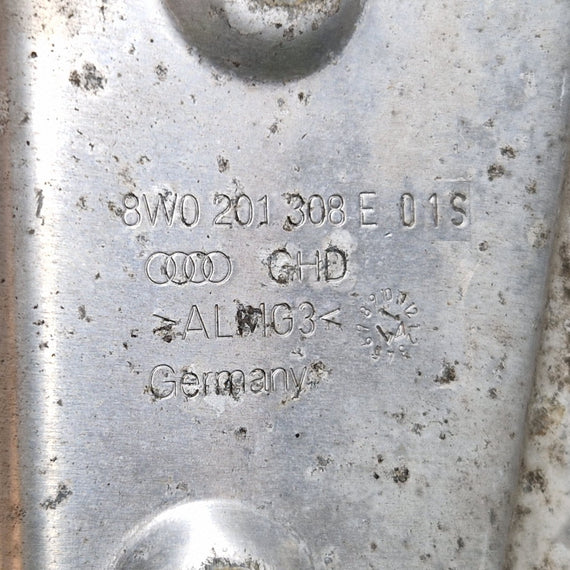 8W0 201 308 E 01S
GHD
>ALMG3<
Germany